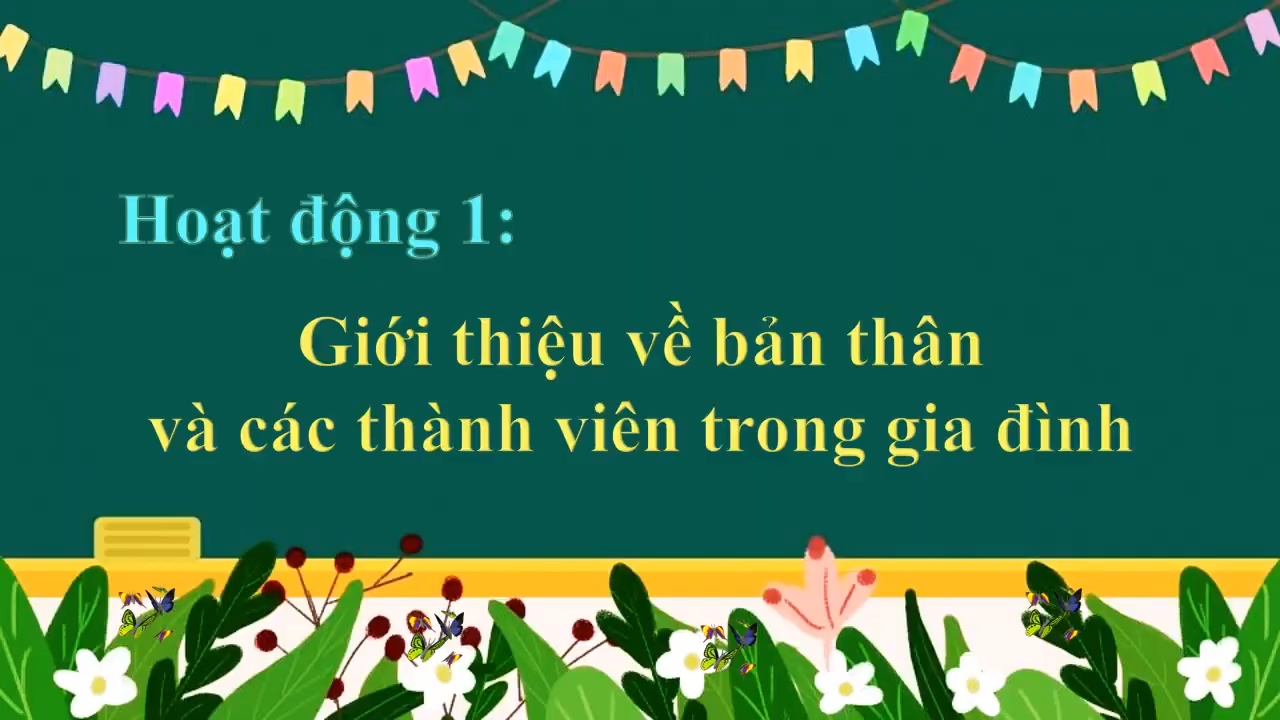 Hoạt động 1:
Giới thiệu về bản thân
và các thành viên trong gia đình